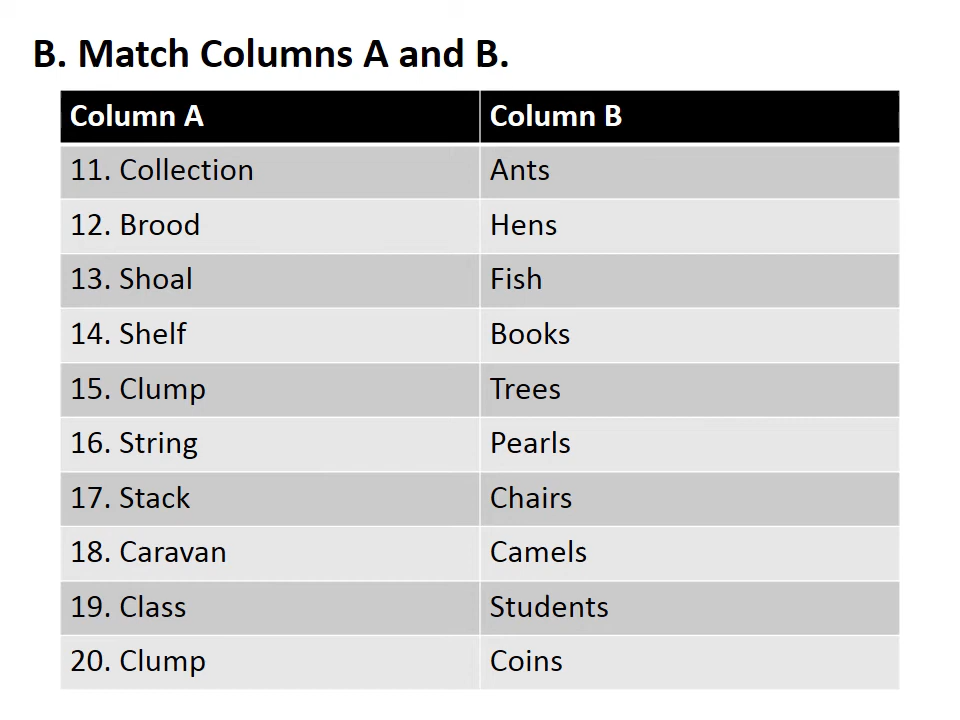 B. Match Columns A and B.
Column A Column B
11. Collection Ants
12. Brood Hens
13. Shoal Fish
14. Shelf Books
15. Clump Trees
16. String Pearls
17. Stack Chairs
18. Caravan Camels
19. Class Students
20. Clump Coins